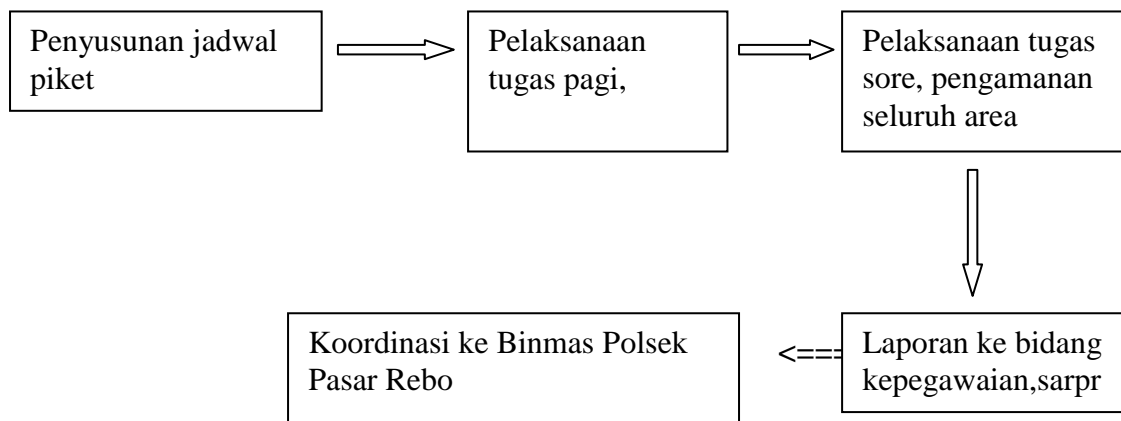 Penyusunan jadwal
piket
Pelaksanaan
tugas pagi,
Pelaksanaan tugas
sore, pengamanan
seluruh area
Laporan ke bidang
kepegawaian,sarpr
<===
Koordinasi ke Binmas Polsek
Pasar Rebo